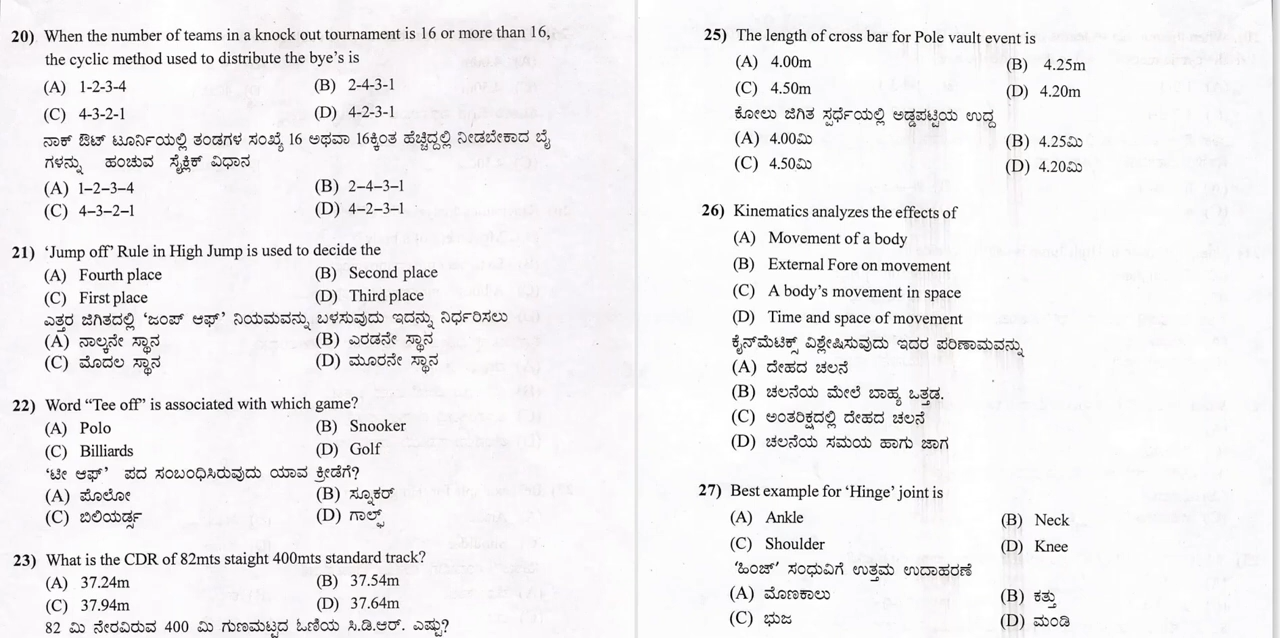 20) When the number of teams in a knock out tournament is 16 or more than 16,
the cyclic method used to distribute the bye's is
(A) 1-2-3-4 (B) 2-4-3-1
(C) 4-3-2-1 (D) 4-2-3-1
ನಾಕ್ ಔಟ್ ಟೂರ್ನಿಯಲ್ಲಿ ತಂಡಗಳ ಸಂಖ್ಯೆ 16 ಅಥವಾ 16ಕ್ಕಿಂತ ಹೆಚ್ಚಿದ್ದಲ್ಲಿ ನೀಡಬೇಕಾದ ಬೈ
ಗಳನ್ನು ಹಂಚುವ ಸೈಕ್ಲಿಕ್ ವಿಧಾನ
(A) 1–2–3–4 (B) 2–4–3–1
(C) 4–3–2–1 (D) 4–2–3–1
21) 'Jump off' Rule in High Jump is used to decide the
(A) Fourth place (B) Second place
(C) First place (D) Third place
ಎತ್ತರ ಜಿಗಿತದಲ್ಲಿ 'ಜಂಪ್ ಆಫ್' ನಿಯಮವನ್ನು ಬಳಸುವುದು ಇದನ್ನು ನಿರ್ಧರಿಸಲು
(A) ನಾಲ್ಕನೇ ಸ್ಥಾನ (B) ಎರಡನೇ ಸ್ಥಾನ
(C) ಮೊದಲ ಸ್ಥಾನ (D) ಮೂರನೇ ಸ್ಥಾನ
22) Word "Tee off" is associated with which game?
(A) Polo (B) Snooker
(C) Billiards (D) Golf
'ಟೀ ಆಫ್' ಪದ ಸಂಬಂಧಿಸಿರುವುದು ಯಾವ ಕ್ರೀಡೆಗೆ?
(A) ಪೊಲೋ (B) ಸ್ನೂಕರ್
(C) ಬಿಲಿಯರ್ಡ್ಸ್ (D) ಗಾಲ್ಫ್
23) What is the CDR of 82mts staight 400mts standard track?
(A) 37.24m (B) 37.54m
(C) 37.94m (D) 37.64m
82 ಮಿ ನೇರವಿರುವ 400 ಮಿ ಗುಣಮಟ್ಟದ ಓಣಿಯ ಸಿ.ಡಿ.ಆರ್. ಎಷ್ಟು?
25) The length of cross bar for Pole vault event is
(A) 4.00m (B) 4.25m
(C) 4.50m (D) 4.20m
ಕೋಲು ಜಿಗಿತ ಸ್ಪರ್ಧೆಯಲ್ಲಿ ಅಡ್ಡಪಟ್ಟಿಯ ಉದ್ದ
(A) 4.00ಮಿ (B) 4.25ಮಿ
(C) 4.50ಮಿ (D) 4.20ಮಿ
26) Kinematics analyzes the effects of
(A) Movement of a body
(B) External Fore on movement
(C) A body's movement in space
(D) Time and space of movement
ಕೈನ್‌ಮೆಟಿಕ್ಸ್ ವಿಶ್ಲೇಷಿಸುವುದು ಇದರ ಪರಿಣಾಮವನ್ನು
(A) ದೇಹದ ಚಲನೆ
(B) ಚಲನೆಯ ಮೇಲೆ ಬಾಹ್ಯ ಒತ್ತಡ.
(C) ಅಂತರಿಕ್ಷದಲ್ಲಿ ದೇಹದ ಚಲನೆ
(D) ಚಲನೆಯ ಸಮಯ ಹಾಗು ಜಾಗ
27) Best example for 'Hinge' joint is
(A) Ankle (B) Neck
(C) Shoulder (D) Knee
'ಹಿಂಜ್' ಸಂಧುವಿಗೆ ಉತ್ತಮ ಉದಾಹರಣೆ
(A) ಮೊಣಕಾಲು (B) ಕತ್ತು
(C) ಭುಜ (D) ಮಂಡಿ